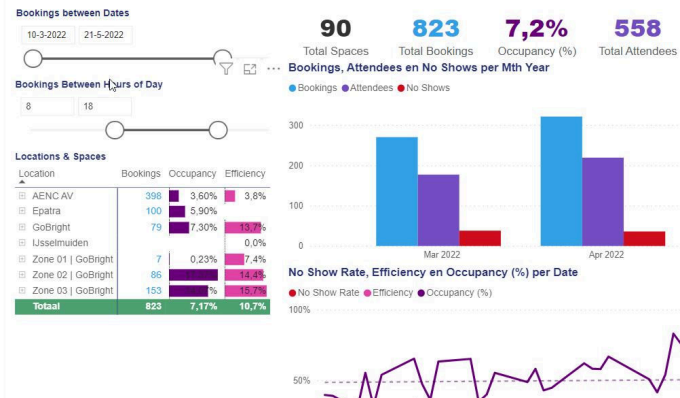 Bookings between Dates
10-3-2022 21-5-2022
Bookings Between Hours of Day
8 18
Locations & Spaces
Location Bookings Occupancy Efficiency
AENC AV 398 3,60% 3,8%
Epatra 100 5,90%
GoBright 79 7,30% 13,7%
IJsselmuiden 0,0%
Zone 01 | GoBright 7 0,23% 7,4%
Zone 02 | GoBright 86 14,4%
Zone 03 | GoBright 153 15,7%
Totaal 823 7,17% 10,7%
90 823 7,2% 558
Total Spaces Total Bookings Occupancy (%) Total Attendees
Bookings, Attendees en No Shows per Mth Year
Bookings Attendees No Shows
300
200
100
0
Mar 2022 Apr 2022
No Show Rate, Efficiency en Occupancy (%) per Date
No Show Rate Efficiency Occupancy (%)
100%
50%